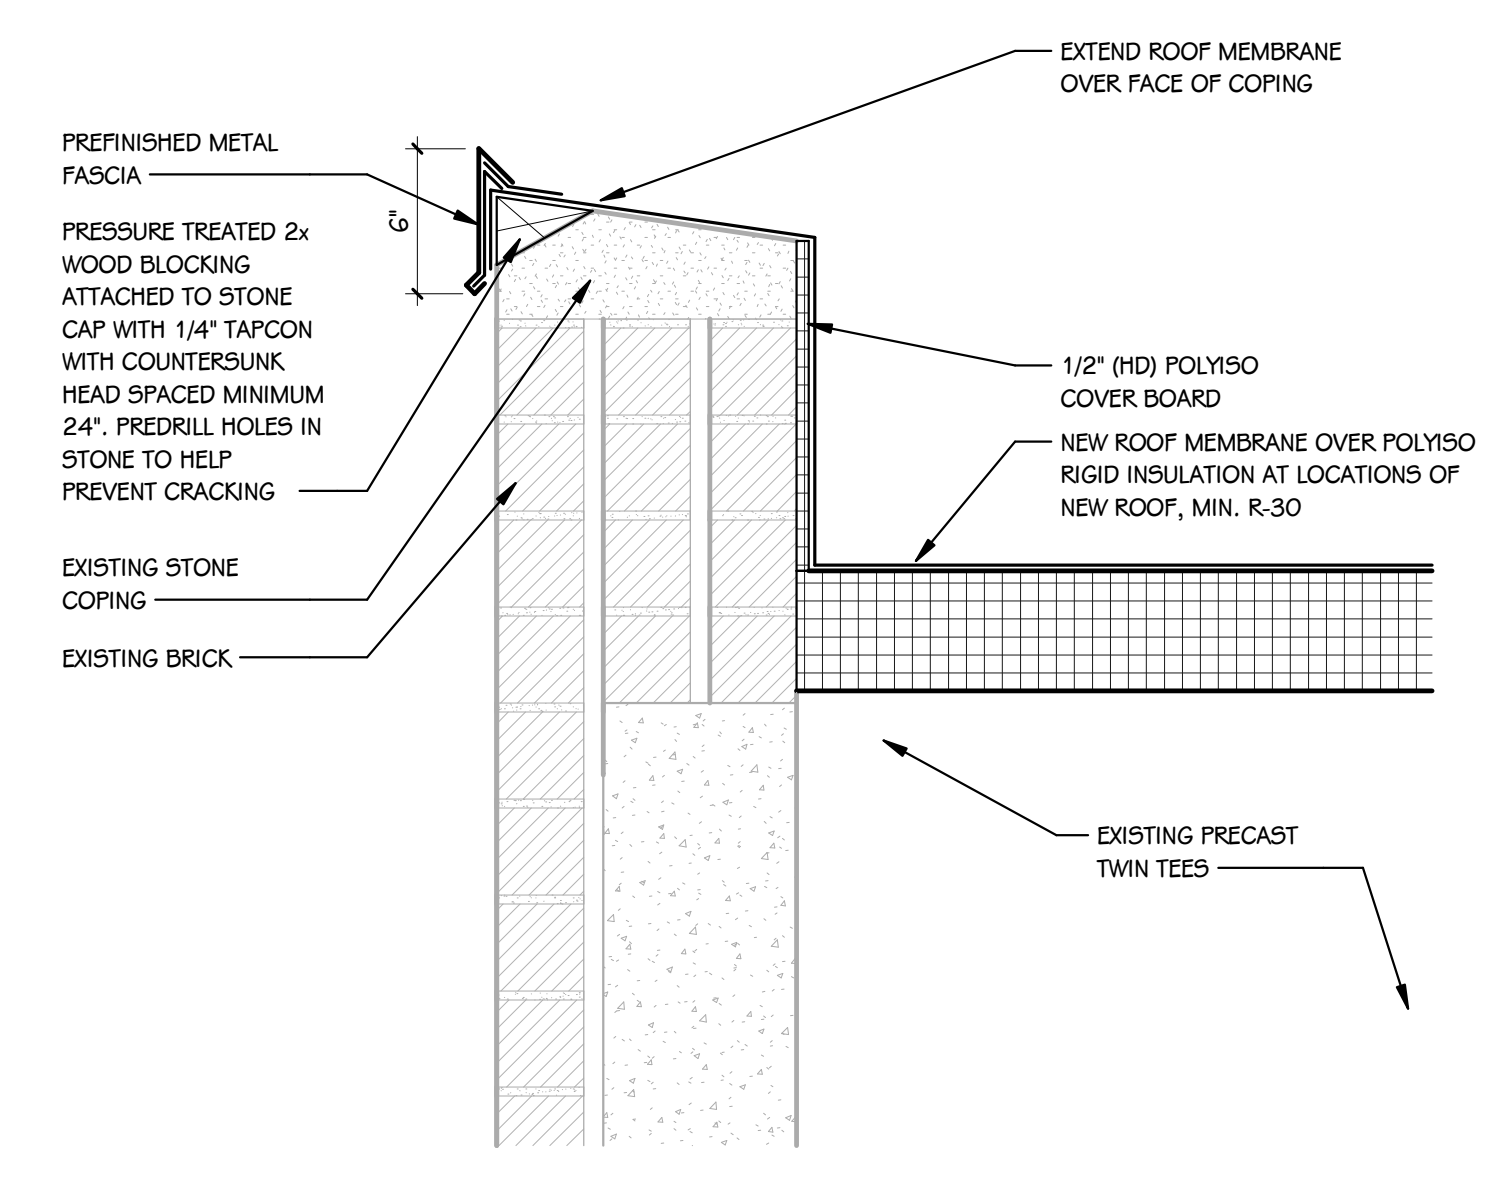 EXTEND ROOF MEMBRANE
OVER FACE OF COPING
PREFINISHED METAL
FASCIA
6"
PRESSURE TREATED 2x
WOOD BLOCKING
ATTACHED TO STONE
CAP WITH 1/4" TAPCON
WITH COUNTERSUNK
HEAD SPACED MINIMUM
24". PREDRILL HOLES IN
STONE TO HELP
PREVENT CRACKING
1/2" (HD) POLYISO
COVER BOARD
NEW ROOF MEMBRANE OVER POLYISO
RIGID INSULATION AT LOCATIONS OF
NEW ROOF, MIN. R-30
EXISTING STONE
COPING
EXISTING BRICK
EXISTING PRECAST
TWIN TEES